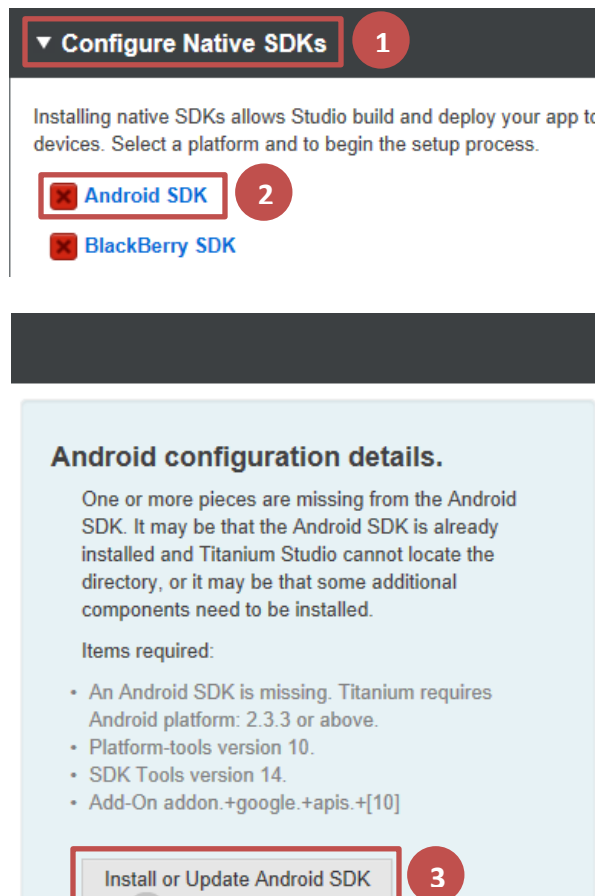 ▼ Configure Native SDKs 1
Installing native SDKs allows Studio build and deploy your app to
devices. Select a platform and to begin the setup process.
Android SDK 2
BlackBerry SDK
Android configuration details.
One or more pieces are missing from the Android
SDK. It may be that the Android SDK is already
installed and Titanium Studio cannot locate the
directory, or it may be that some additional
components need to be installed.
Items required:
• An Android SDK is missing. Titanium requires
Android platform: 2.3.3 or above.
• Platform-tools version 10.
• SDK Tools version 14.
• Add-On addon.+google.+apis.+[10]
Install or Update Android SDK 3